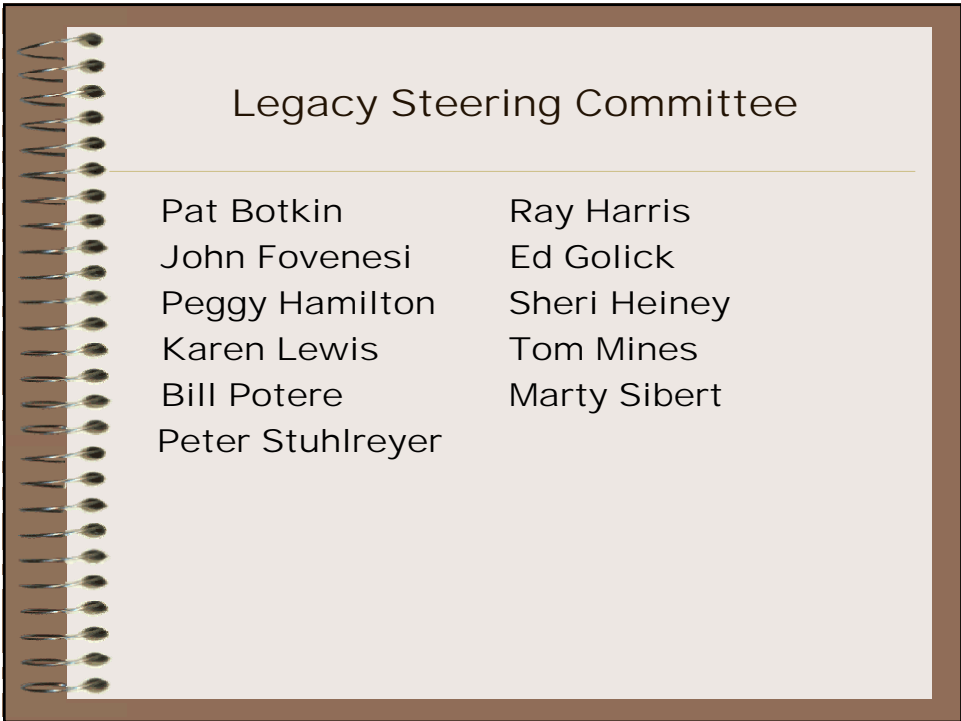 Legacy Steering Committee
Pat Botkin Ray Harris
John Fovenesi Ed Golick
Peggy Hamilton Sheri Heiney
Karen Lewis Tom Mines
Bill Potere Marty Sibert
Peter Stuhlreyer